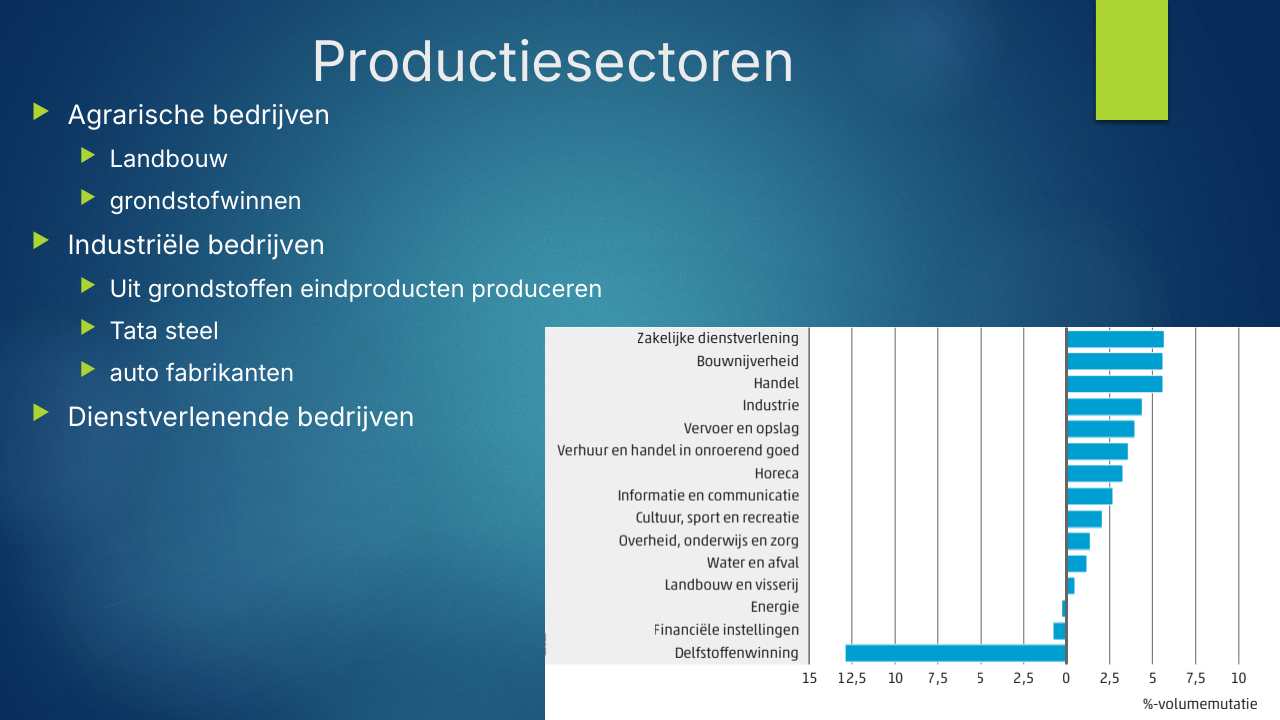 Productiesectoren
Agrarische bedrijven
Landbouw
grondstofwinnen
Industriële bedrijven
Uit grondstoffen eindproducten produceren
Tata steel
auto fabrikanten
Dienstverlenende bedrijven
Zakelijke dienstverlening
Bouwnijverheid
Handel
Industrie
Vervoer en opslag
Verhuur en handel in onroerend goed
Horeca
Informatie en communicatie
Cultuur, sport en recreatie
Overheid, onderwijs en zorg
Water en afval
Landbouw en visserij
Energie
Financiële instellingen
Delfstoffenwinning
15 12,5 10 7,5 5 2,5 0 2,5 5 7,5 10
%-volumemutatie